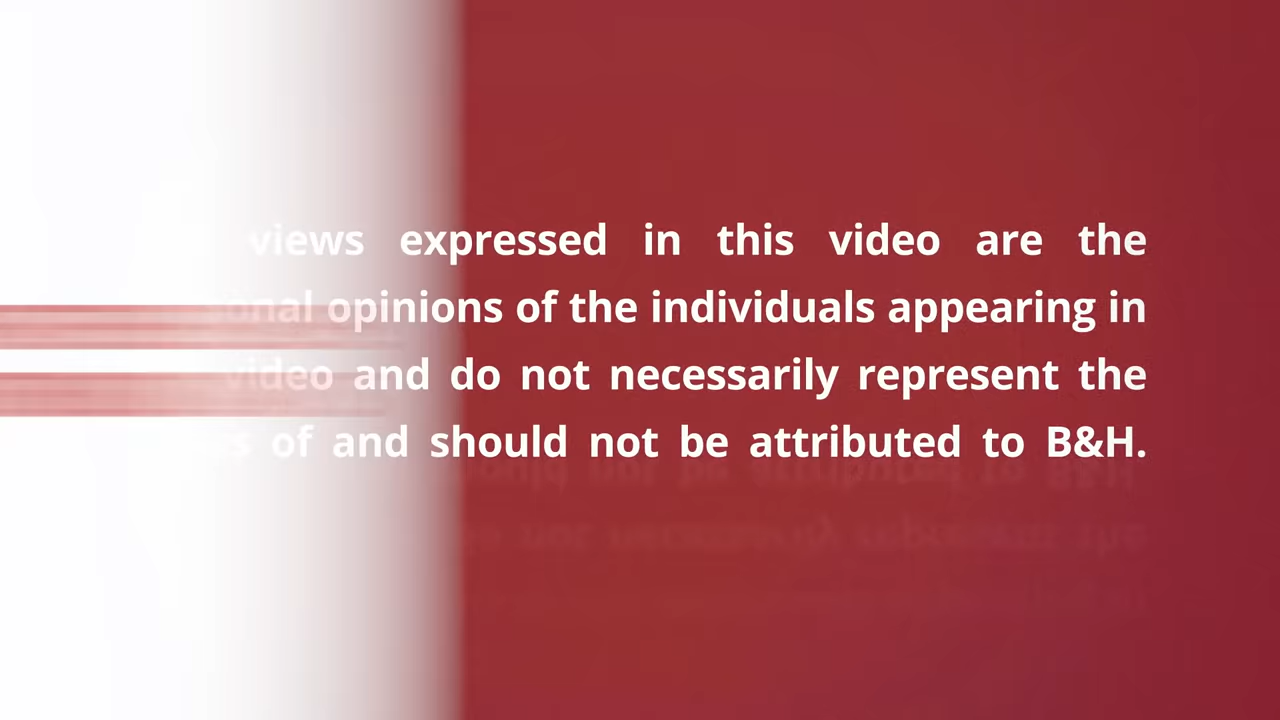 views expressed in this video are the
opinions of the individuals appearing in
video and do not necessarily represent the
of and should not be attributed to B&H.